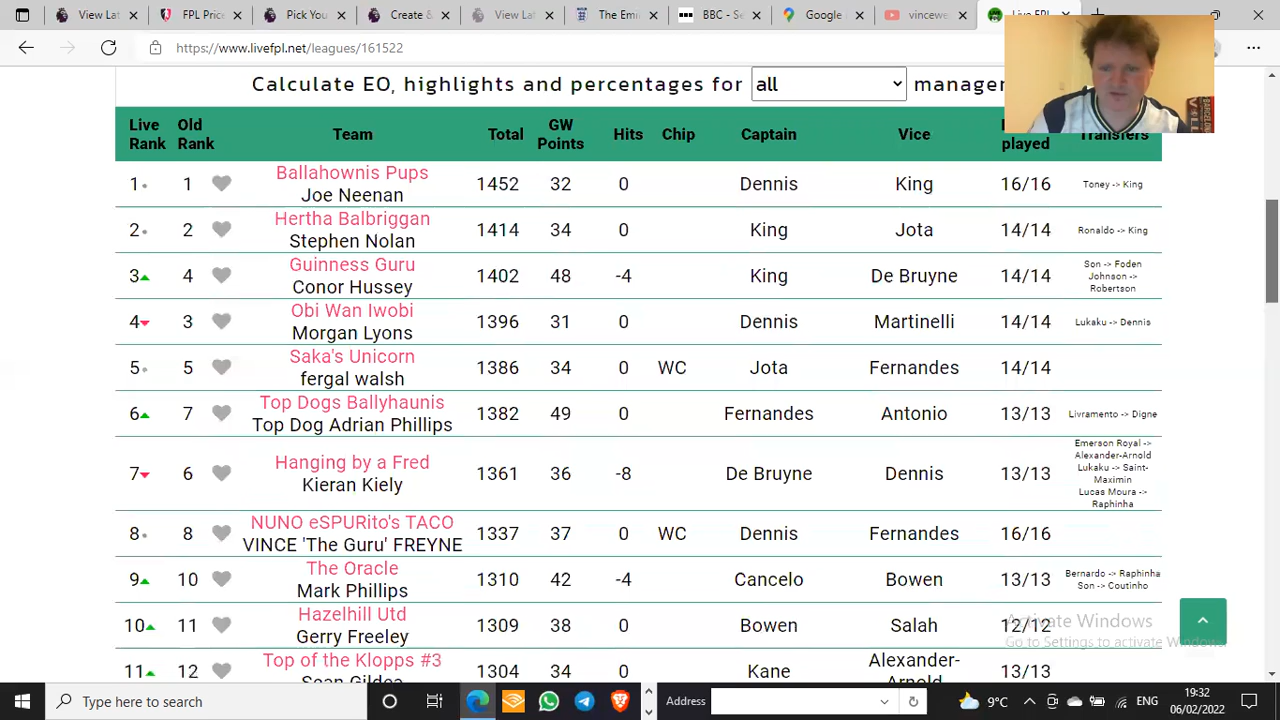 View Lat
FPL Price
Create
View Lat
The Emi
BBC - Se
Google
vincewe
https://www.livefpl.net/leagues/161522
Calculate EO, highlights and percentages for all manage
Live Rank Old Rank Team Total GW Points Hits Chip Captain Vice played Transfers
1 1 Ballahownis Pups 1452 32 0 Dennis King 16/16 Toney -> King
Joe Neenan
2 2 Hertha Balbriggan 1414 34 0 King Jota 14/14 Ronaldo -> King
Stephen Nolan
3 4 Guinness Guru 1402 48 -4 King De Bruyne 14/14 Son -> Foden
Conor Hussey Johnson ->
Robertson
4 3 Obi Wan Iwobi 1396 31 0 Dennis Martinelli 14/14 Lukaku -> Dennis
Morgan Lyons
5 5 Saka's Unicorn 1386 34 0 WC Jota Fernandes 14/14
fergal walsh
6 7 Top Dogs Ballyhaunis 1382 49 0 Fernandes Antonio 13/13 Livramento -> Digne
Top Dog Adrian Phillips
7 6 Hanging by a Fred 1361 36 -8 De Bruyne Dennis 13/13 Emerson Royal ->
Kieran Kiely Alexander-Arnold
Lukaku -> Saint-
Maximin
Lucas Moura ->
Raphinha
8 8 NUNO eSPURito's TACO 1337 37 0 WC Dennis Fernandes 16/16
VINCE 'The Guru' FREYNE
9 10 The Oracle 1310 42 -4 Cancelo Bowen 13/13 Bernardo -> Raphinha
Mark Phillips Son -> Coutinho
10 11 Hazelhill Utd 1309 38 0 Bowen Salah 12/12
Gerry Freeley
11 12 Top of the Klopps #3 1304 34 0 Kane Alexander- 13/13
Sean Gildea Arnold
Activate Windows
Go to Settings to activate Windows.
Type here to search
Address
9°C
ENG
19:32
06/02/2022